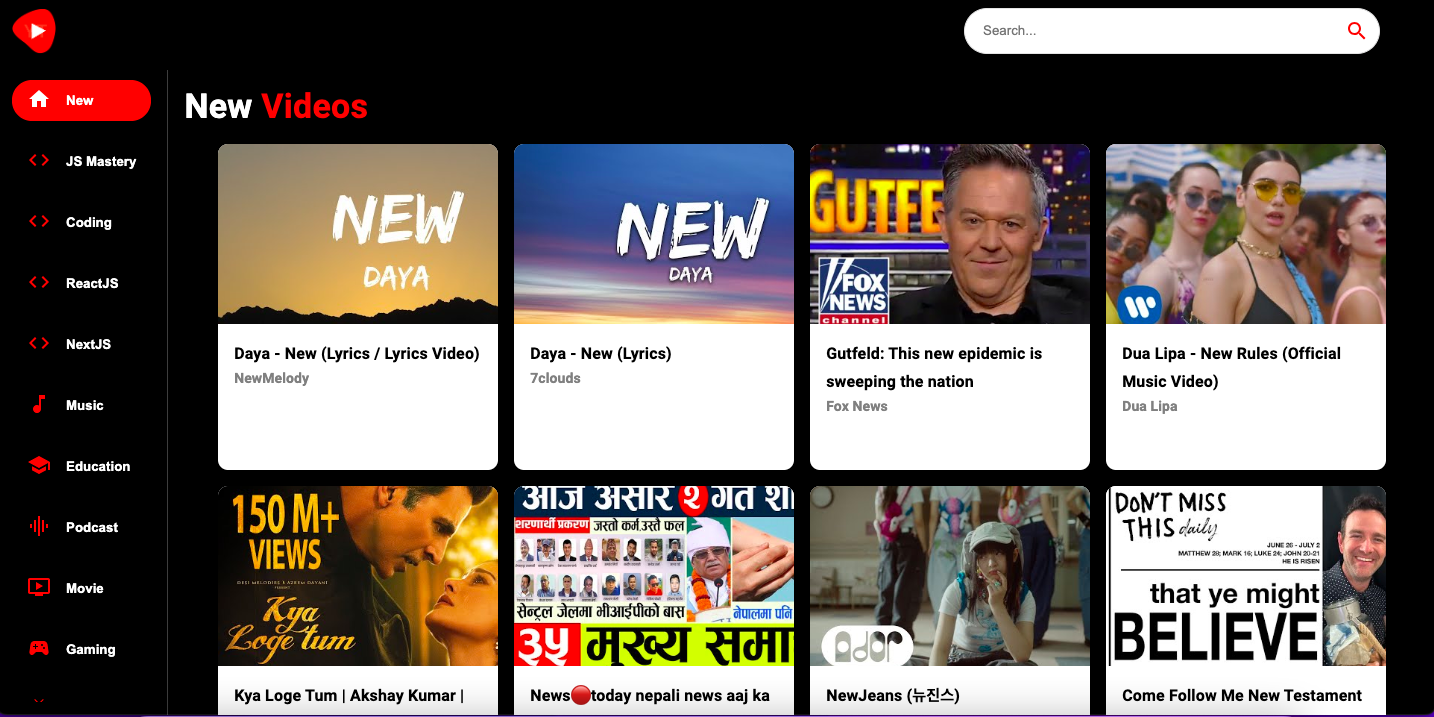 Search...
New
JS Mastery
Coding
ReactJS
NextJS
Music
Education
Podcast
Movie
Gaming
New Videos
NEW
DAYA
Daya - New (Lyrics / Lyrics Video)
NewMelody
NEW
DAYA
Daya - New (Lyrics)
7clouds
GUTFE
FOX
NEWS
channel
Gutfeld: This new epidemic is
sweeping the nation
Fox News
Dua Lipa - New Rules (Official
Music Video)
Dua Lipa
150 M+
VIEWS
DESI MELODIES & AZEEM DAYANI
Kya
Loge tum
Kya Loge Tum | Akshay Kumar |
आज असार २ गते
शरणार्थी प्रकरण जस्तो कर्म.उस्तै फल
सेन्ट्रल जेलमा भीआईपीको बास
नेपालमा पनि
३५ मुख्य समा
News🔴today nepali news aaj ka
ador
NewJeans (뉴진스)
DON'T MISS
THIS daily
JUNE 26 - JULY 2
MATTHEW 28; MARK 16; LUKE 24; JOHN 20-21
HE IS RISEN
that ye might
BELIEVE
Come Follow Me New Testament